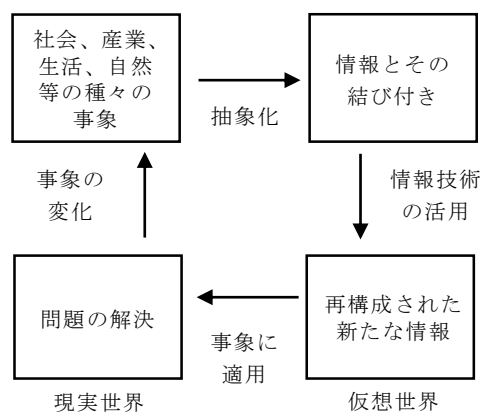 社会、産業、
生活、自然
等の種々の
事象
抽象化
情報とその
結び付き
事象の
変化
情報技術
の活用
問題の解決
事象に
適用
再構成された
新たな情報
現実世界
仮想世界